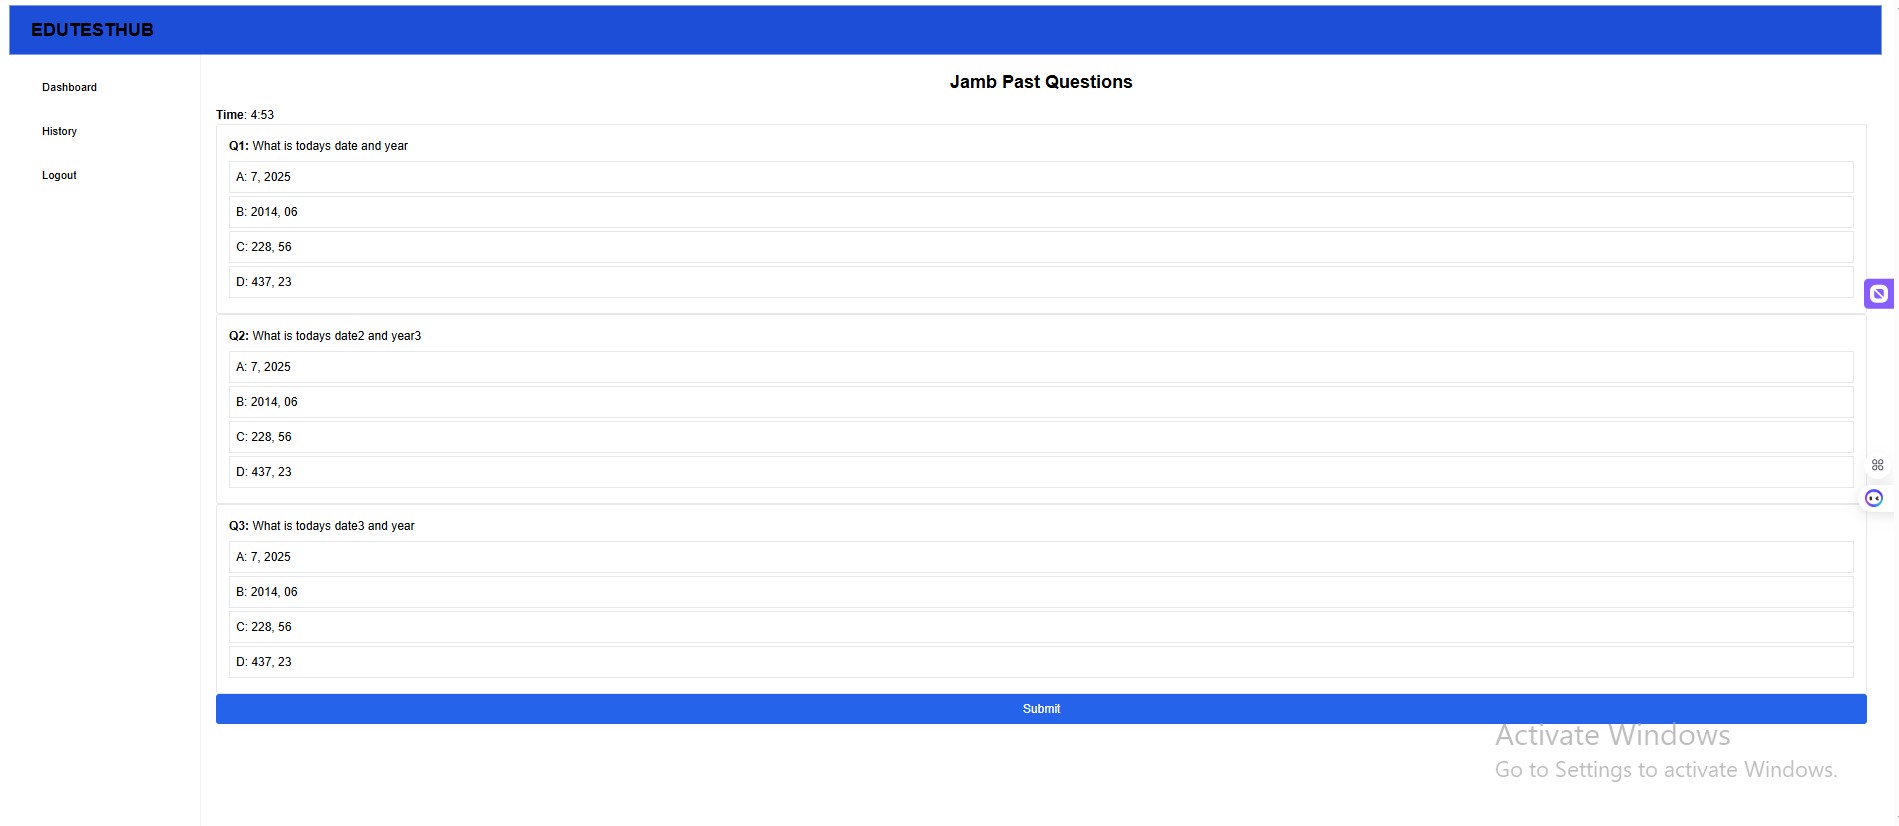 EDUTESTHUB
Dashboard
History
Logout
Jamb Past Questions
Time: 4:53
Q1: What is todays date and year
A: 7, 2025
B: 2014, 06
C: 228, 56
D: 437, 23
Q2: What is todays date2 and year3
A: 7, 2025
B: 2014, 06
C: 228, 56
D: 437, 23
Q3: What is todays date3 and year
A: 7, 2025
B: 2014, 06
C: 228, 56
D: 437, 23
Submit
Activate Windows
Go to Settings to activate Windows.